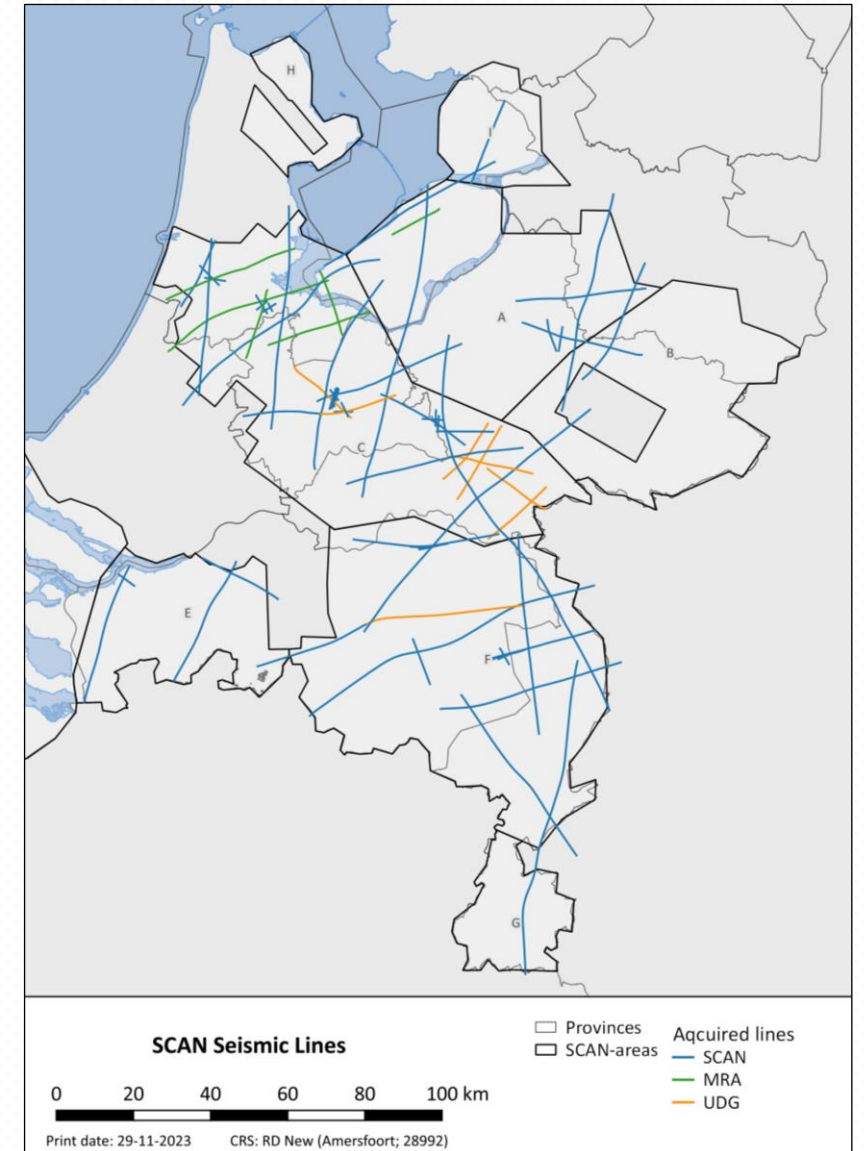 H
I
A
B
C
E
F
G
SCAN Seismic Lines
0 20 40 60 80 100 km
Print date: 29-11-2023 CRS: RD New (Amersfoort; 28992)
Provinces
SCAN-areas
Aqcuired lines
SCAN
MRA
UDG